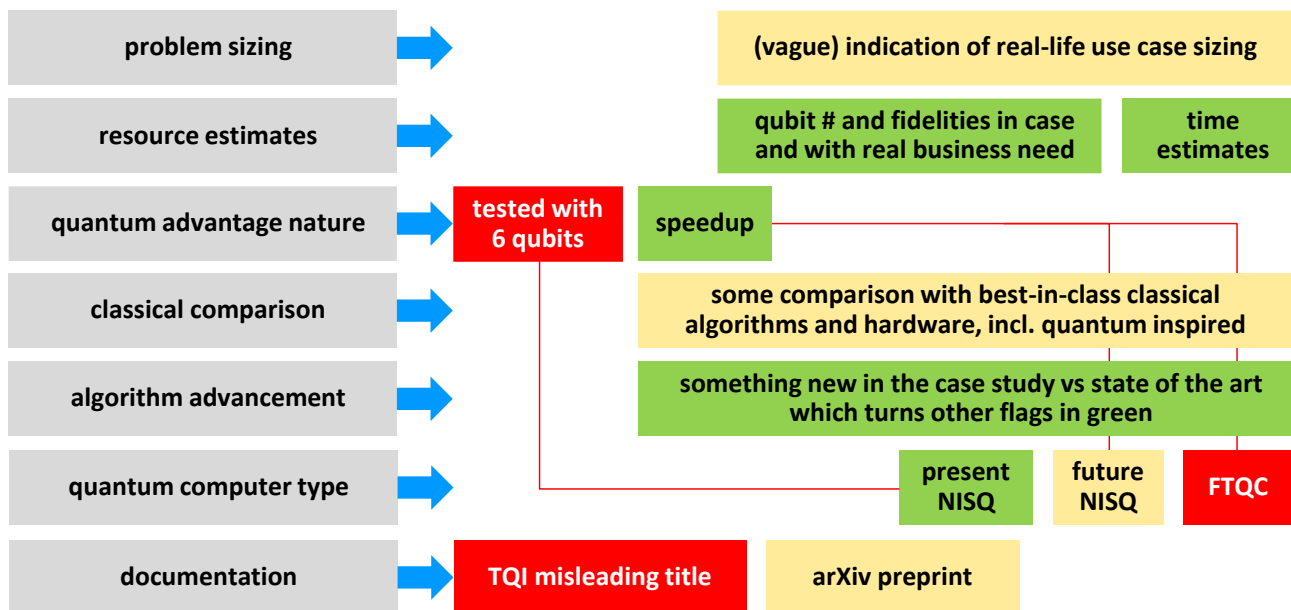 problem sizing
(vague) indication of real-life use case sizing
resource estimates
qubit # and fidelities in case
and with real business need
time
estimates
quantum advantage nature
tested with
6 qubits
speedup
classical comparison
some comparison with best-in-class classical
algorithms and hardware, incl. quantum inspired
algorithm advancement
something new in the case study vs state of the art
which turns other flags in green
quantum computer type
present
NISQ
future
NISQ
FTQC
documentation
TQI misleading title
arXiv preprint